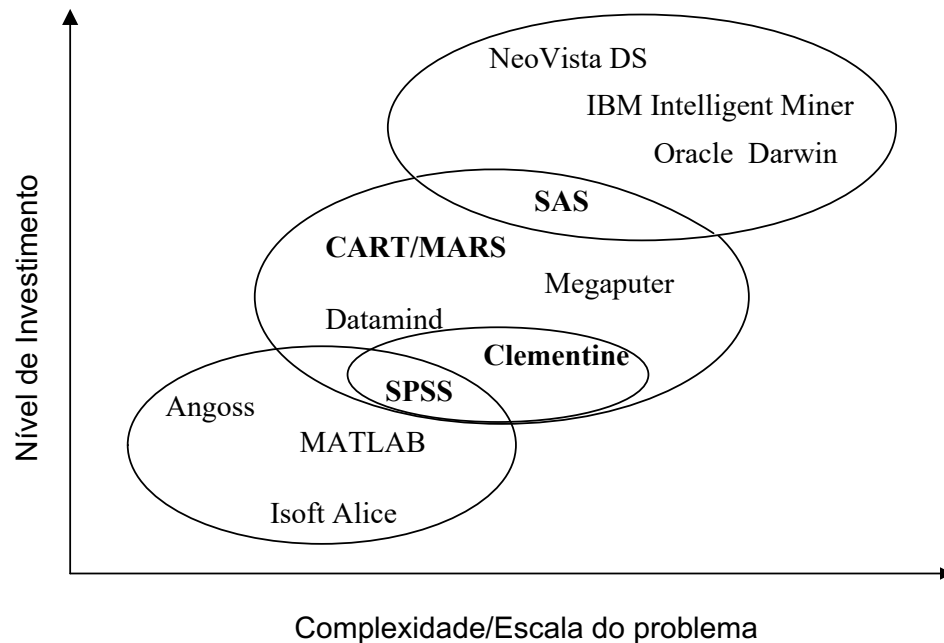 NeoVista DS
IBM Intelligent Miner
Oracle Darwin
SAS
CART/MARS
Megaputer
Datamind
Clementine
SPSS
Angoss
MATLAB
Isoft Alice
Nível de Investimento
Complexidade/Escala do problema